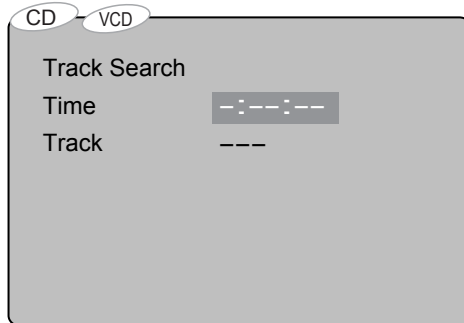 CD VCD
Track Search
Time –:––:––
Track –––